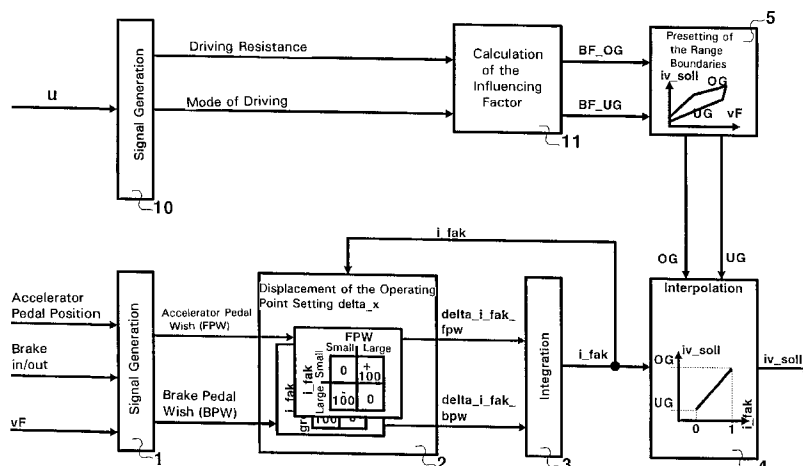 5
Presetting of
the Range
Boundaries
iv_soll
OG
UG
vF
Driving Resistance
Mode of Driving
u
Signal Generation
10
Calculation
of the
Influencing
Factor
11
BF_OG
BF_UG
i_fak
OG
UG
Accelerator
Pedal Position
Brake
in/out
vF
Signal Generation
1
Accelerator Pedal
Wish (FPW)
Brake Pedal
Wish (BPW)
Displacement of the Operating
Point Setting delta_x
FPW
Small Large
i_fak
Large Small
0 + 100
- 100 0
i_fak
gr
100
2
delta_i_fak_
fpw
delta_i_fak_
bpw
Integration
3
i_fak
Interpolation
iv_soll
OG
UG
0 1
i_fak
4
iv_soll